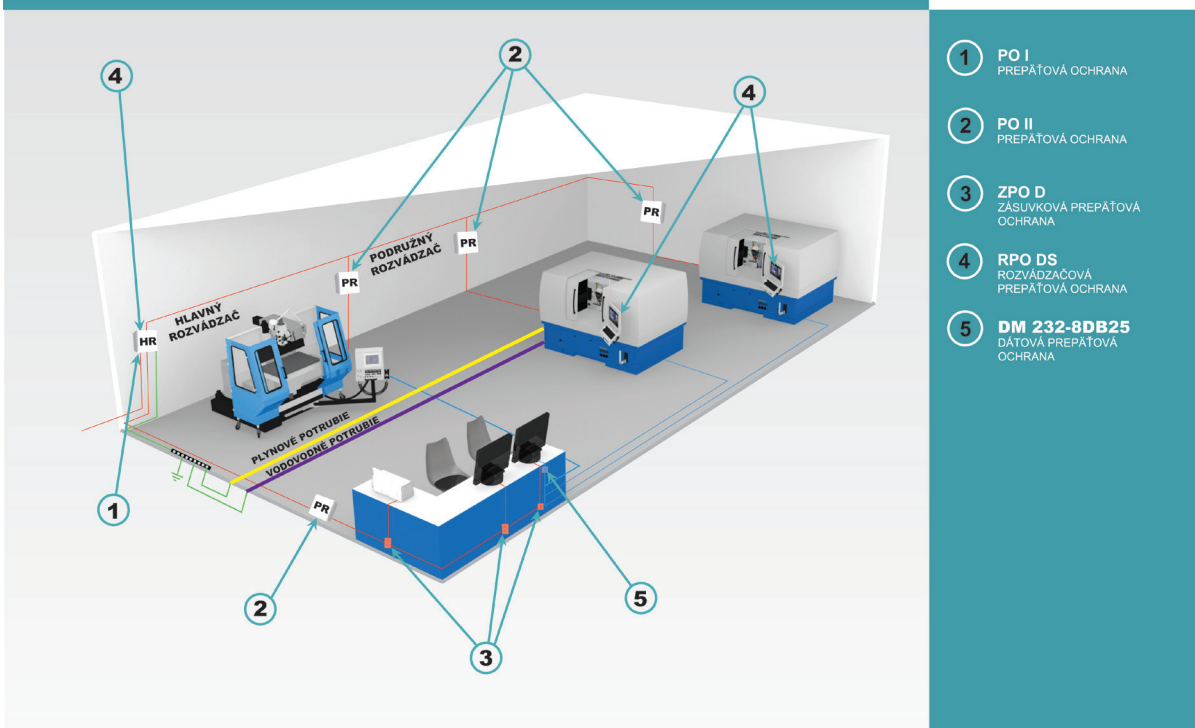 4
2
4
PR
PR
PODRUŽNÝ
ROZVÁDZAČ
PR
HLAVNÝ
ROZVÁDZAČ
HR
PLYNOVÉ POTRUBIE
VODOVODNÉ POTRUBIE
1
PR
2
5
3
1
PO I
PREPÄŤOVÁ OCHRANA
2
PO II
PREPÄŤOVÁ OCHRANA
3
ZPO D
ZÁSUVKOVÁ PREPÄŤOVÁ
OCHRANA
4
RPO DS
ROZVÁDZAČOVÁ
PREPÄŤOVÁ OCHRANA
5
DM 232-8DB25
DÁTOVÁ PREPÄŤOVÁ
OCHRANA